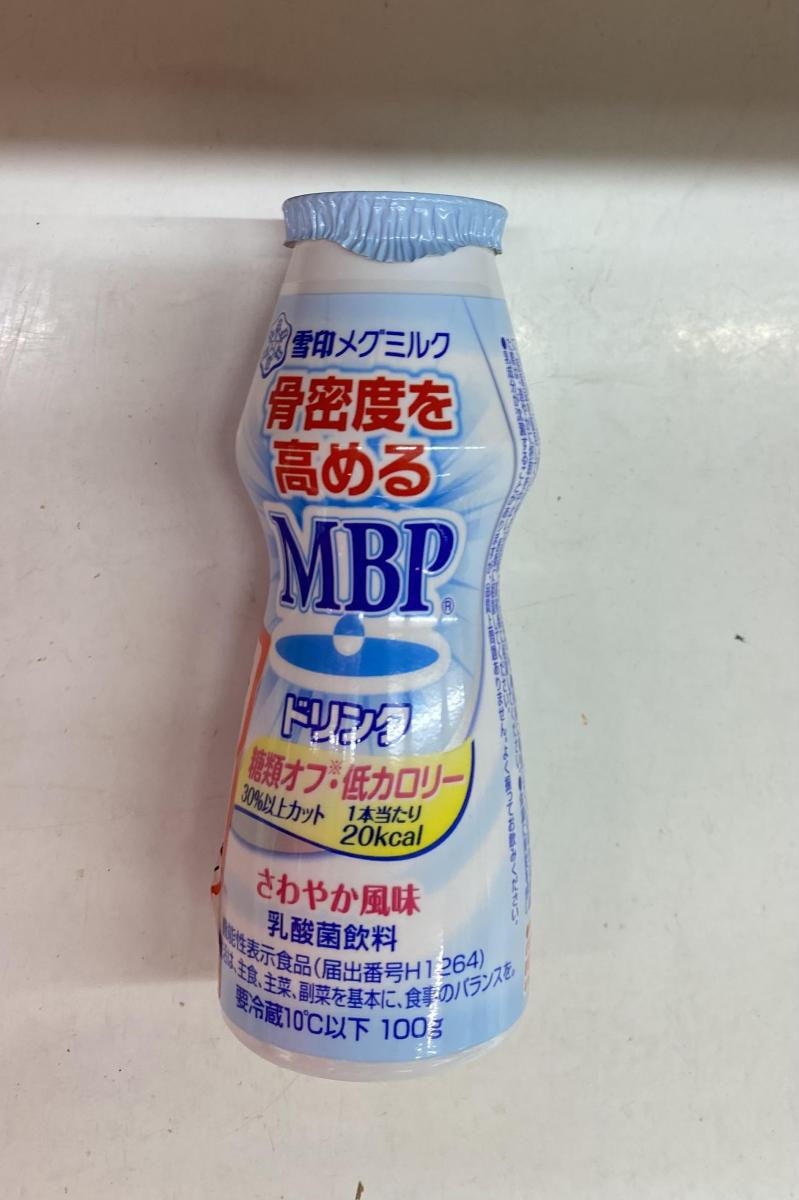 雪印メグミルク
骨密度を
高める
MBP®
ドリンク
糖類オフ※・低カロリー
30%以上カット 1本当たり
20kcal
さわやか風味
乳酸菌飲料
機能性表示食品(届出番号H1264)
は、主食、主菜、副菜を基本に、食事のバランスを。
要冷蔵10℃以下 100g